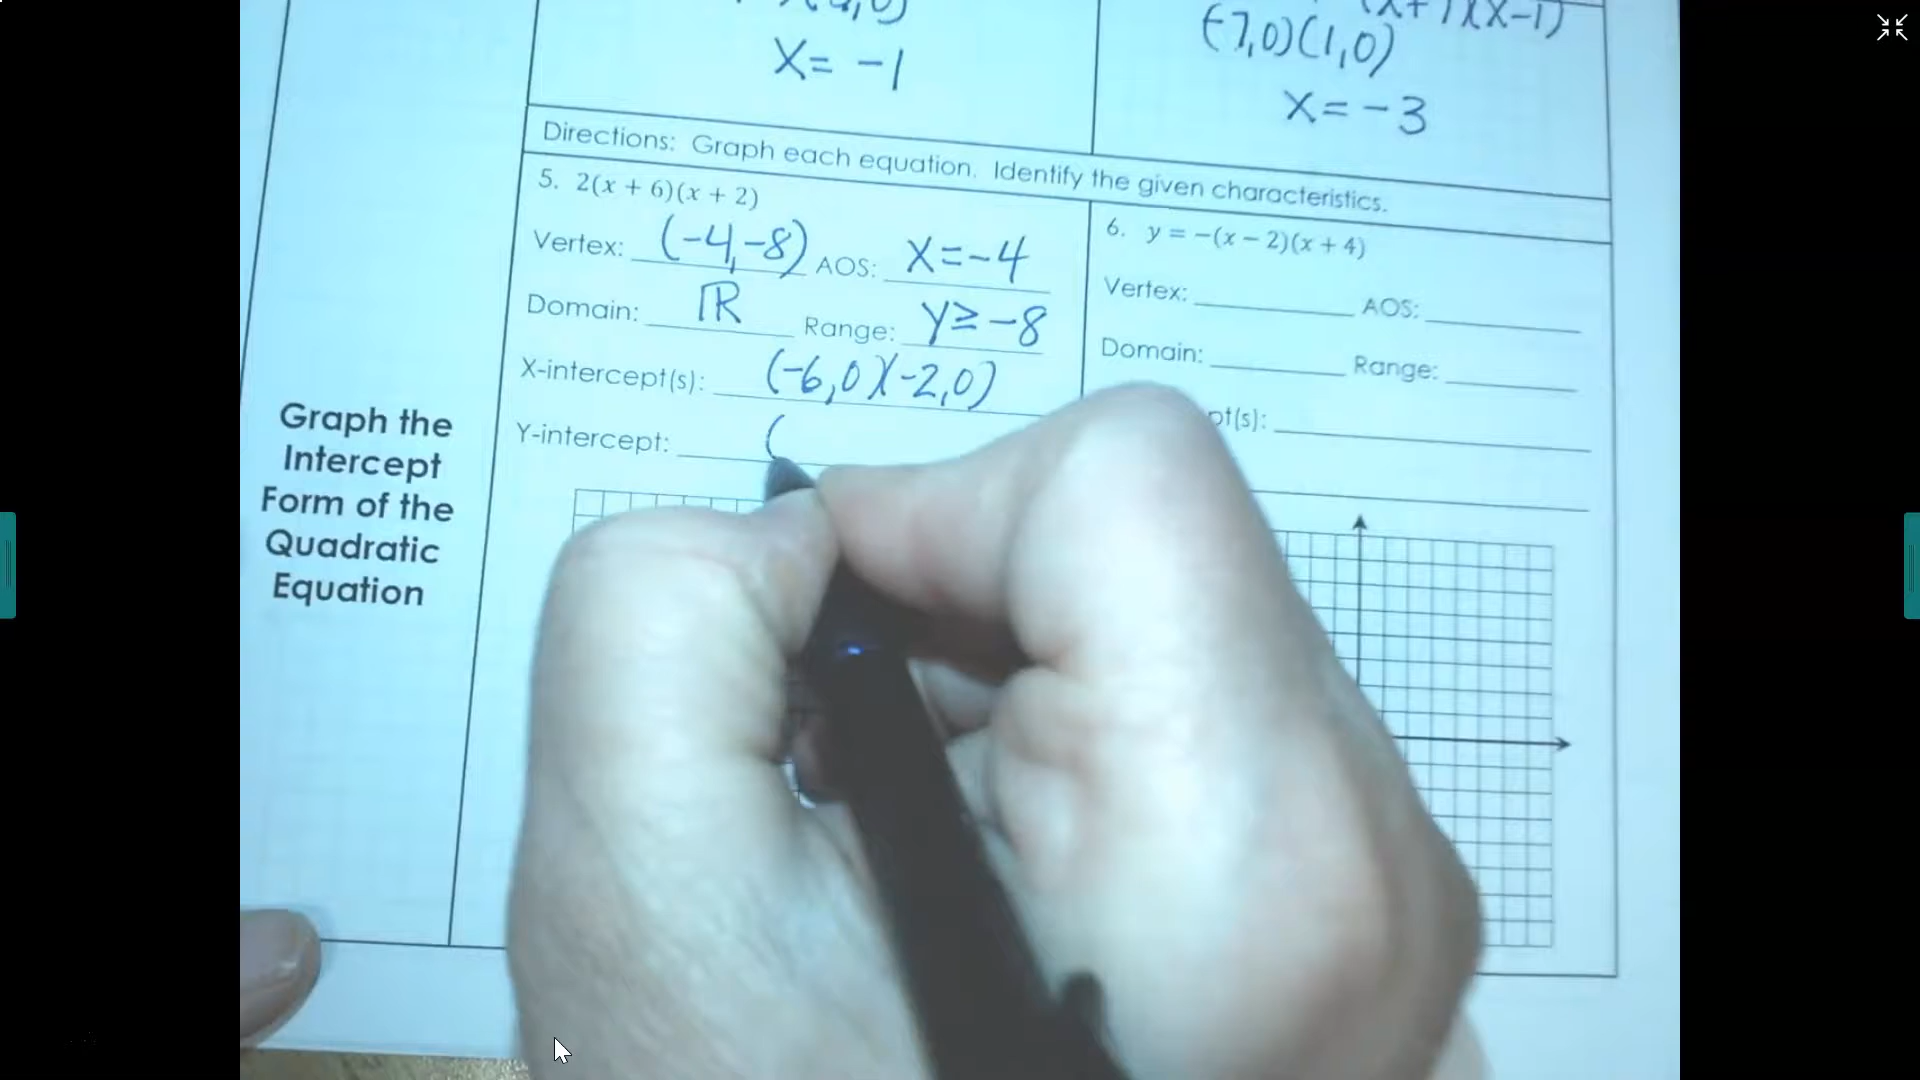 X = -1
(-7,0)(1,0)
X = -3
Directions: Graph each equation. Identify the given characteristics.
5. 2(x + 6)(x + 2)
Vertex: (-4,-8) AOS: X=-4
Domain: ℝ Range: Y≥-8
X-intercept(s): (-6,0)(-2,0)
Y-intercept: (
6. y = -(x - 2)(x + 4)
Vertex: AOS:
Domain: Range:
pt(s):
Graph the
Intercept
Form of the
Quadratic
Equation